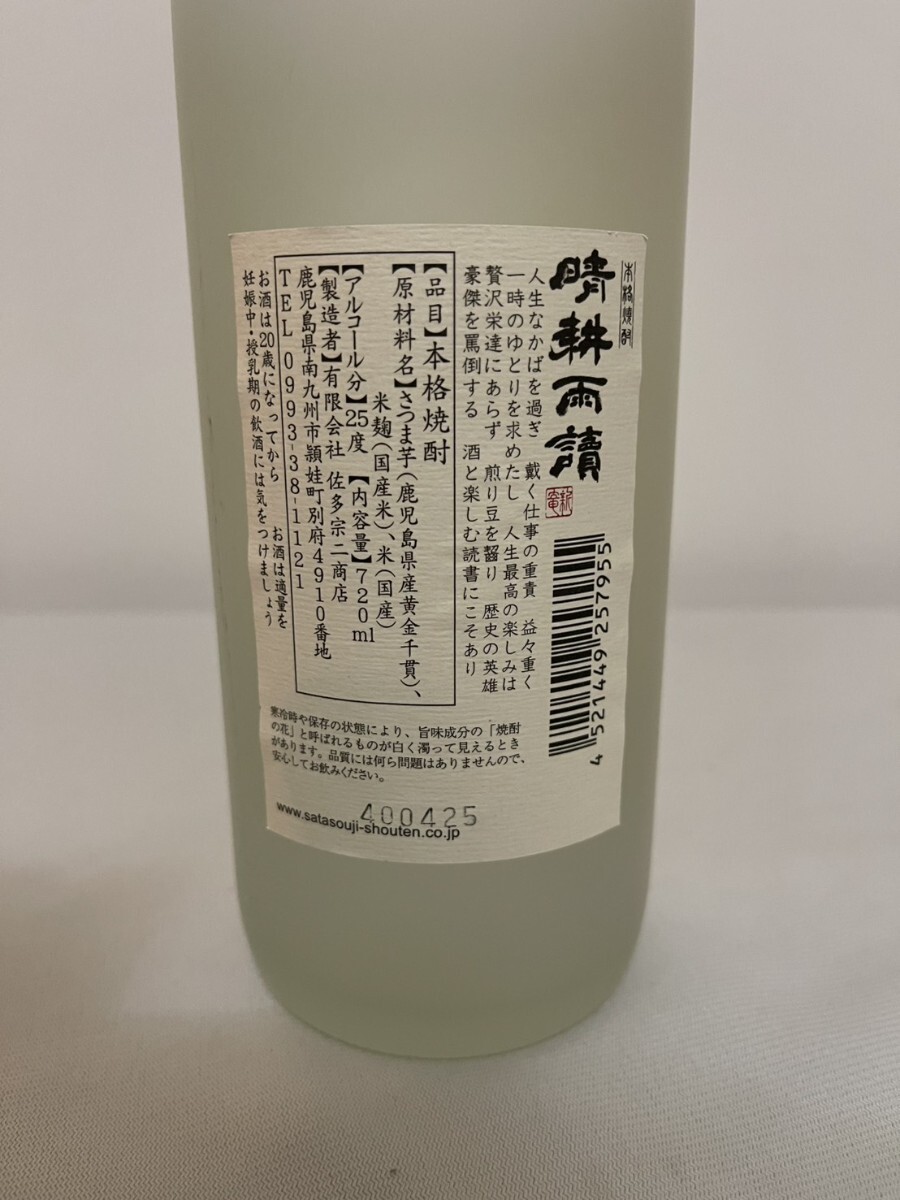 本格焼酎
晴耕雨讀
人生なかばを過ぎ 戴く仕事の重責 益々重く
一時のゆとりを求めたし 人生最高の楽しみは
贅沢栄達にあらず 煎り豆を齧り 歴史の英雄
豪傑を罵倒する 酒と楽しむ読書にこそあり
【品目】本格焼酎
【原材料名】さつま芋(鹿児島県産黄金千貫)、
米麹(国産米)、米(国産)
【アルコール分】25度 【内容量】720ml
【製造者】有限会社 佐多宗二商店
鹿児島県南九州市頴娃町別府4910番地
TEL 0993-38-1121
お酒は20歳になってから お酒は適量を
妊娠中・授乳期の飲酒には気をつけましょう
寒冷時や保存の状態により、旨味成分の「焼酎
の花」と呼ばれるものが白く濁って見えるとき
があります。品質には何ら問題はありませんので、
安心してお飲みください。
400425
www.satasouji-shouten.co.jp
4 521449 257955